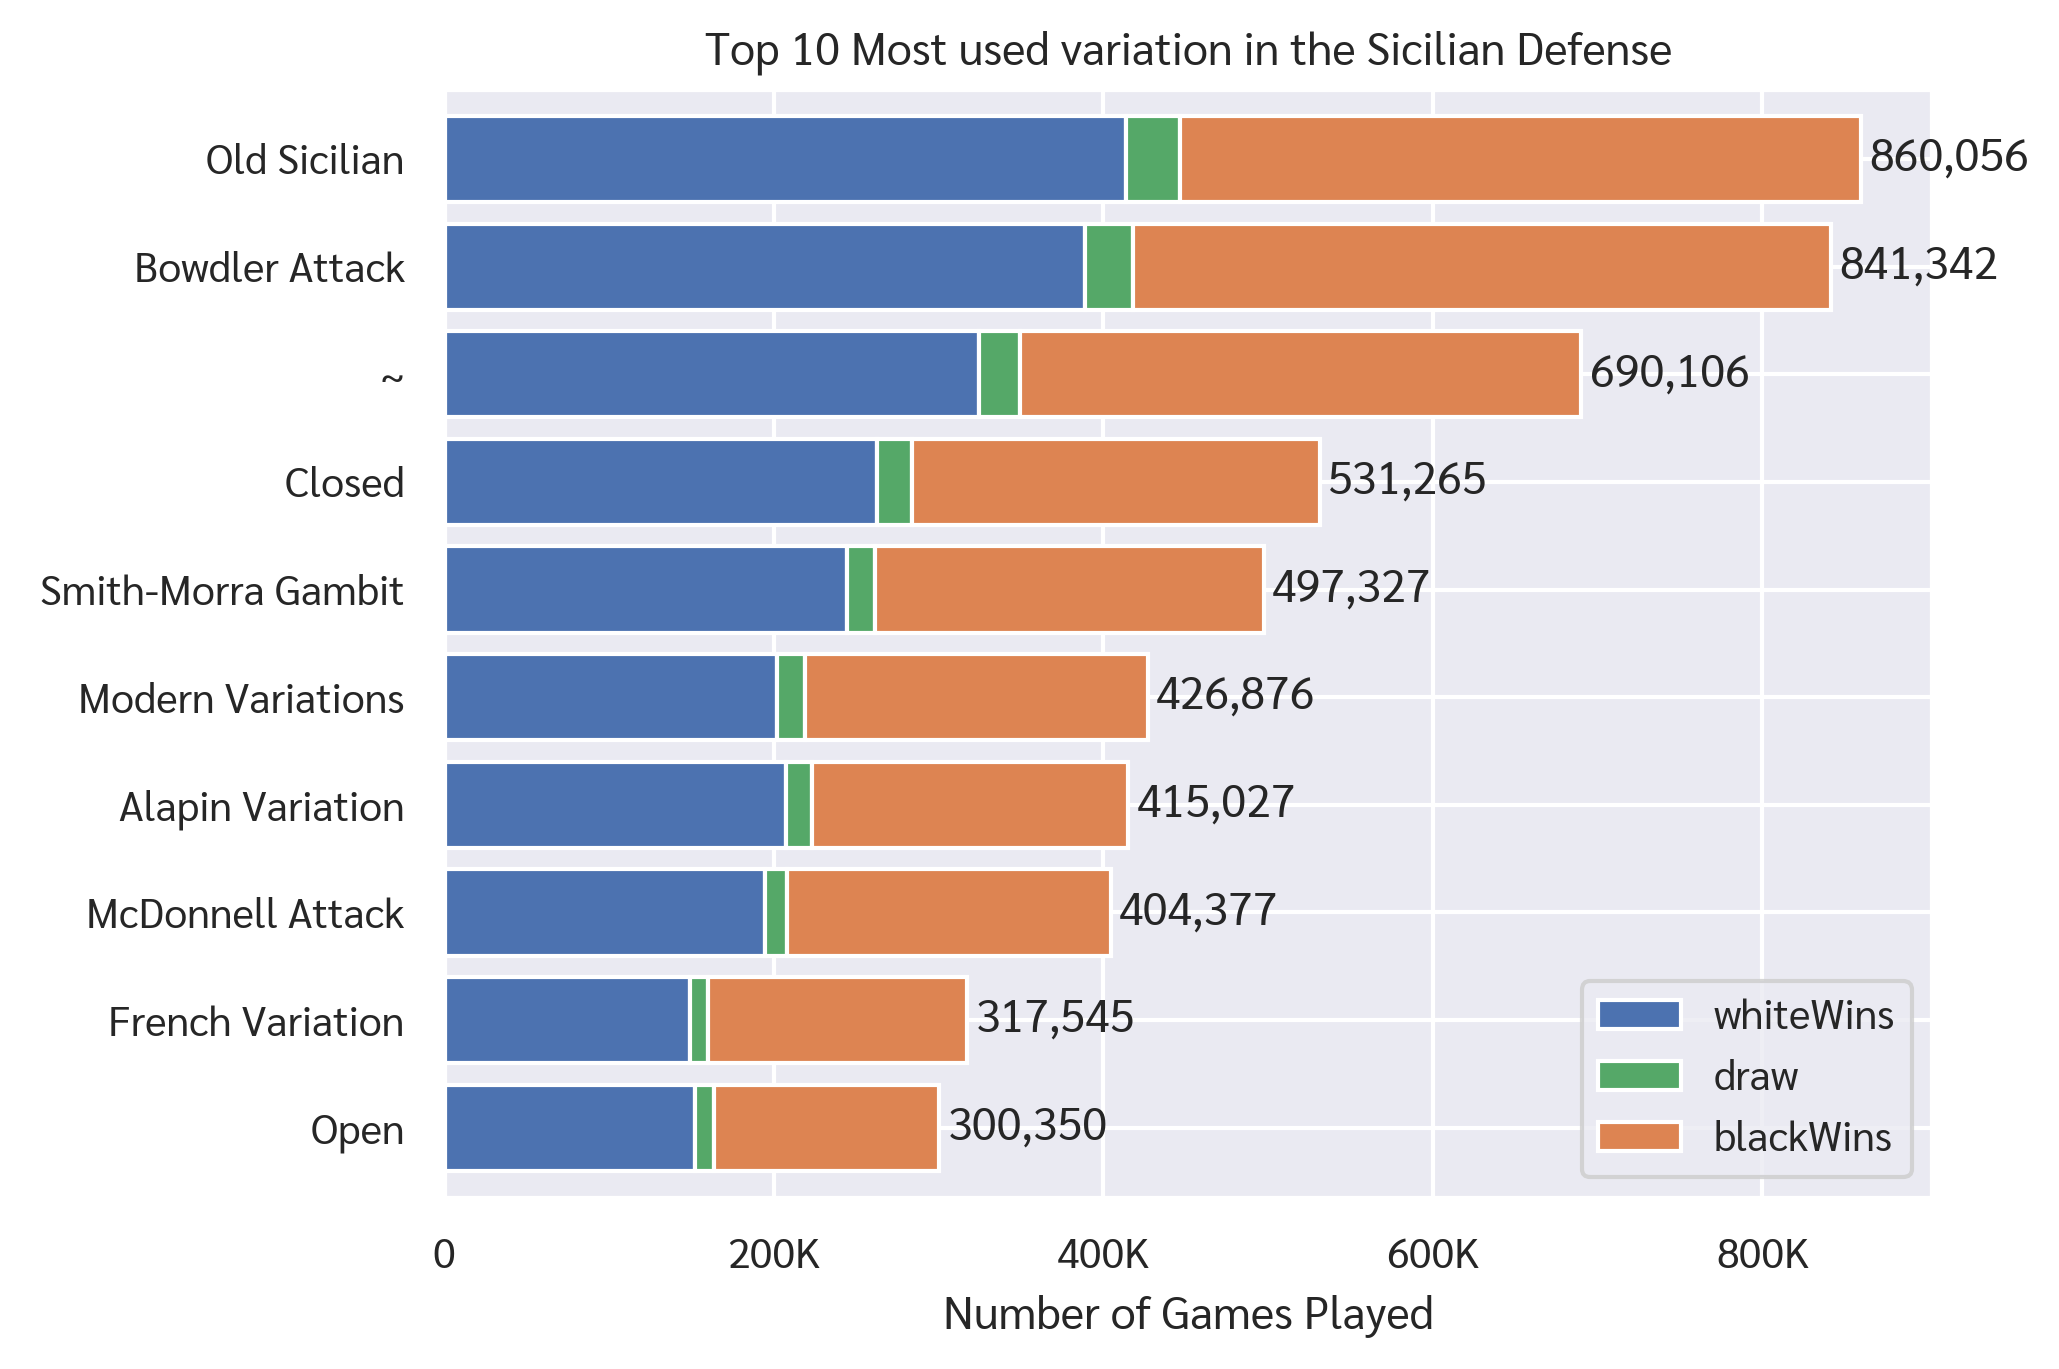 Top 10 Most used variation in the Sicilian Defense
Old Sicilian
860,056
Bowdler Attack
841,342
~
690,106
Closed
531,265
Smith-Morra Gambit
497,327
Modern Variations
426,876
Alapin Variation
415,027
McDonnell Attack
404,377
French Variation
317,545
Open
300,350
whiteWins
draw
blackWins
0 200K 400K 600K 800K
Number of Games Played